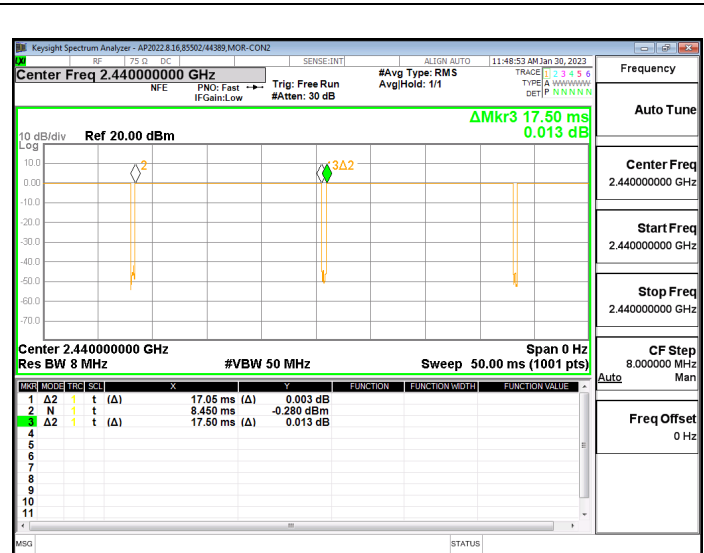 Keysight Spectrum Analyzer - AP2022.8.16,85502/44389,MOR-CON2
LXI RF 75 Ω DC SENSE:INT ALIGN AUTO 11:48:53 AM Jan 30, 2023
Center Freq 2.440000000 GHz
NFE
PNO: Fast
IFGain:Low
Trig: Free Run
#Atten: 30 dB
#Avg Type: RMS
Avg|Hold: 1/1
TRACE 1 2 3 4 5 6
TYPE A WWWWW
DET P N N N N N
ΔMkr3 17.50 ms
0.013 dB
10 dB/div Ref 20.00 dBm
Log
10.0
0.00
-10.0
-20.0
-30.0
-40.0
-50.0
-60.0
-70.0
2
3Δ2
Center 2.440000000 GHz Span 0 Hz
Res BW 8 MHz #VBW 50 MHz Sweep 50.00 ms (1001 pts)
MKR MODE TRC SCL X Y FUNCTION FUNCTION WIDTH FUNCTION VALUE
1 Δ2 1 t (Δ) 17.05 ms (Δ) 0.003 dB
2 N 1 t 8.450 ms -0.280 dBm
3 Δ2 1 t (Δ) 17.50 ms (Δ) 0.013 dB
4
5
6
7
8
9
10
11
MSG STATUS
Frequency
Auto Tune
Center Freq
2.440000000 GHz
Start Freq
2.440000000 GHz
Stop Freq
2.440000000 GHz
CF Step
8.000000 MHz
Auto Man
Freq Offset
0 Hz